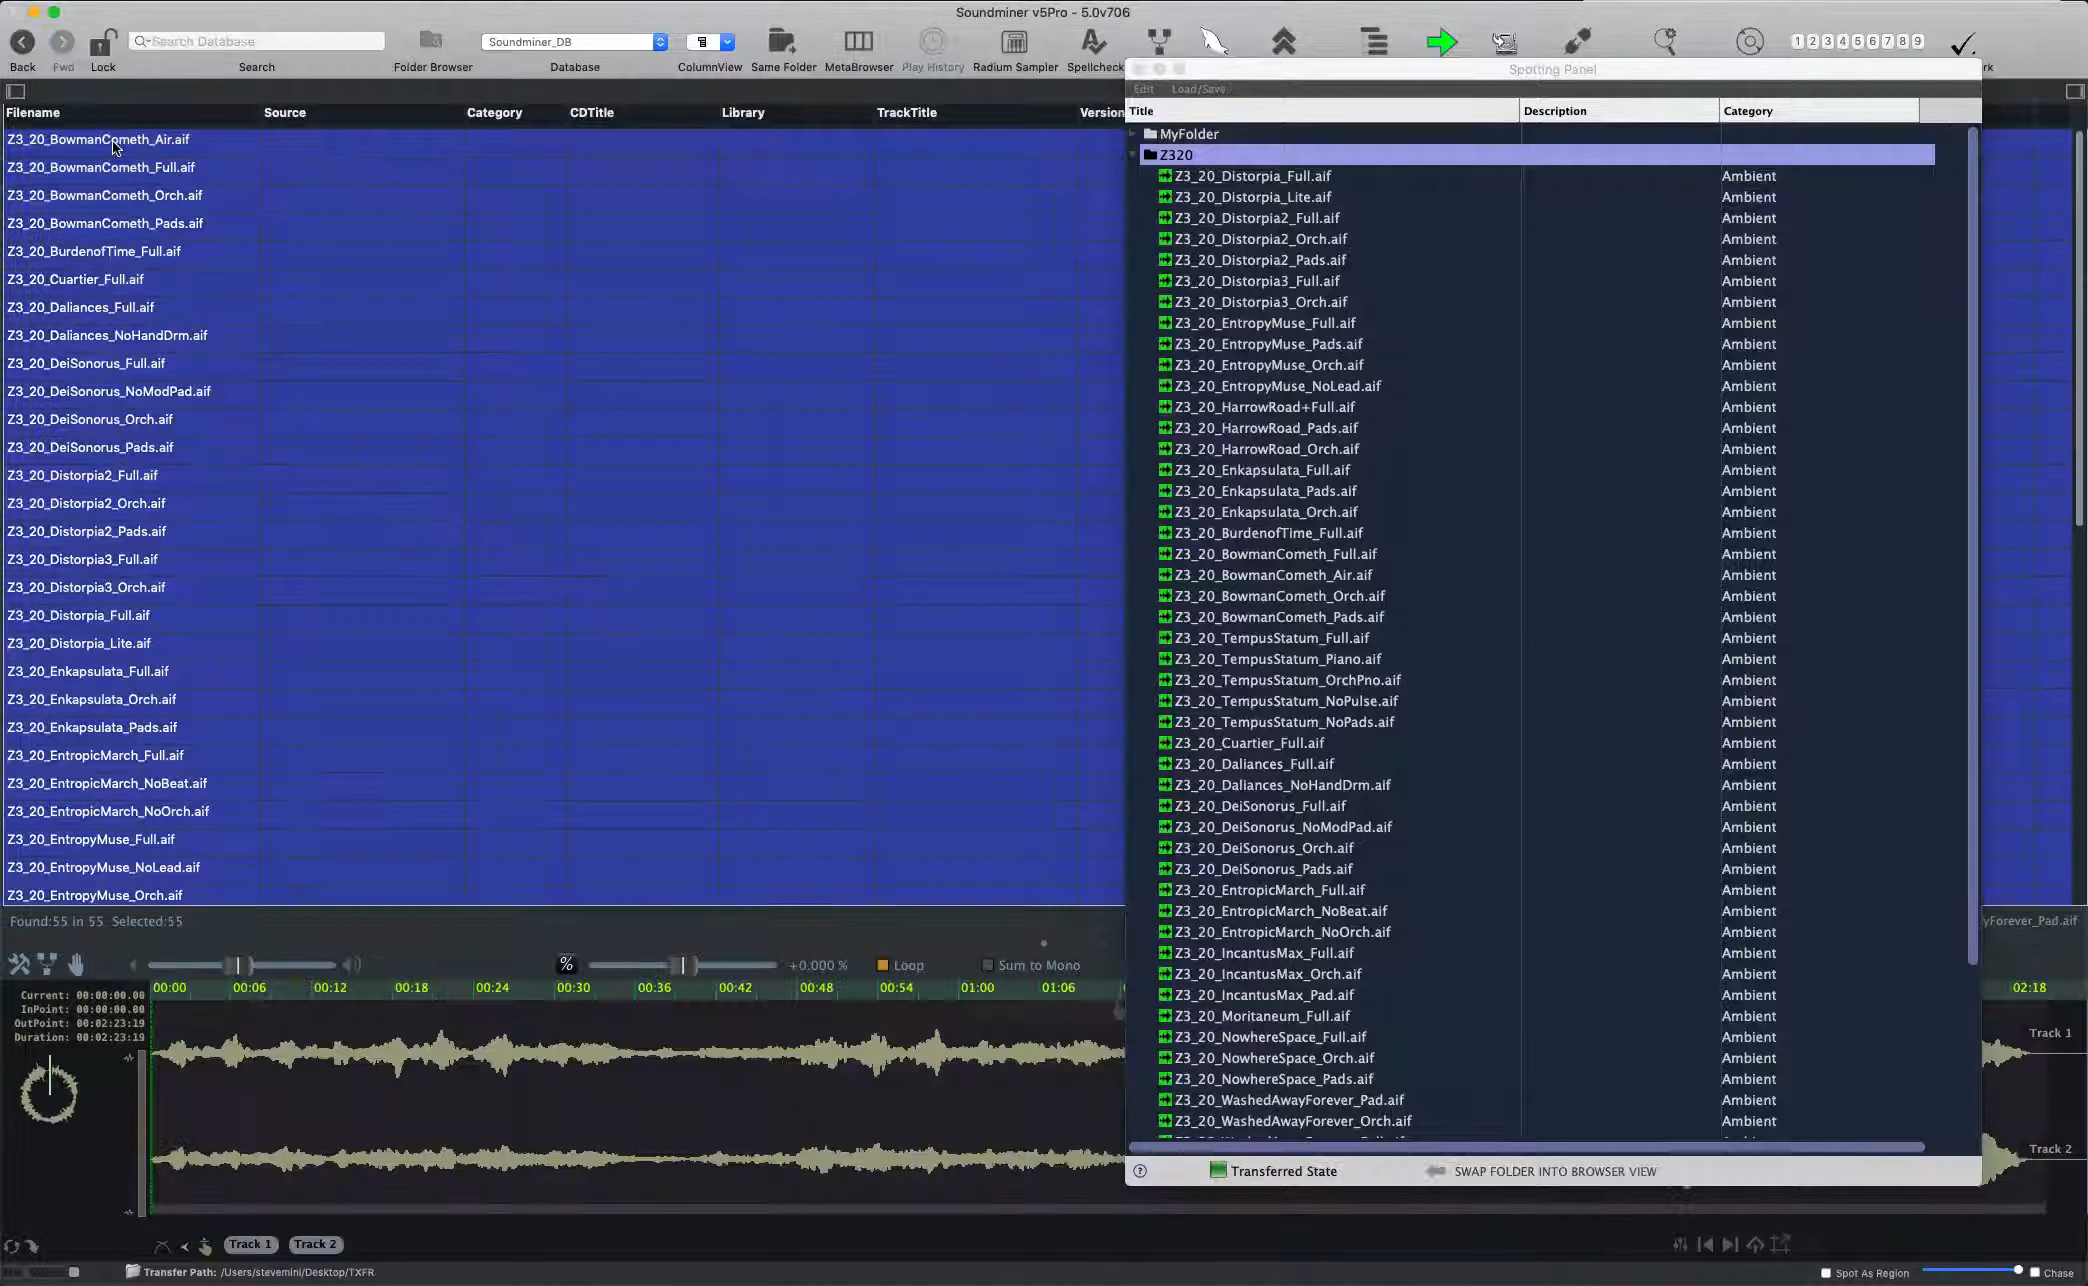 Soundminer v5Pro - 5.0v706
Search Database
Soundminer_DB
1 2 3 4 5 6 7 8 9
Back Fwd Lock Search Folder Browser Database ColumnView Same Folder MetaBrowser Play History Radium Sampler Spellcheck
Filename Source Category CDTitle Library TrackTitle Version
Z3_20_BowmanCometh_Air.aif
Z3_20_BowmanCometh_Full.aif
Z3_20_BowmanCometh_Orch.aif
Z3_20_BowmanCometh_Pads.aif
Z3_20_BurdenofTime_Full.aif
Z3_20_Cuartier_Full.aif
Z3_20_Daliances_Full.aif
Z3_20_Daliances_NoHandDrm.aif
Z3_20_DeiSonorus_Full.aif
Z3_20_DeiSonorus_NoModPad.aif
Z3_20_DeiSonorus_Orch.aif
Z3_20_DeiSonorus_Pads.aif
Z3_20_Distorpia2_Full.aif
Z3_20_Distorpia2_Orch.aif
Z3_20_Distorpia2_Pads.aif
Z3_20_Distorpia3_Full.aif
Z3_20_Distorpia3_Orch.aif
Z3_20_Distorpia_Full.aif
Z3_20_Distorpia_Lite.aif
Z3_20_Enkapsulata_Full.aif
Z3_20_Enkapsulata_Orch.aif
Z3_20_Enkapsulata_Pads.aif
Z3_20_EntropicMarch_Full.aif
Z3_20_EntropicMarch_NoBeat.aif
Z3_20_EntropicMarch_NoOrch.aif
Z3_20_EntropyMuse_Full.aif
Z3_20_EntropyMuse_NoLead.aif
Z3_20_EntropyMuse_Orch.aif
Found:55 in 55 Selected:55
Spotting Panel
Edit Load/Save
Title Description Category
MyFolder
Z320
Z3_20_Distorpia_Full.aif Ambient
Z3_20_Distorpia_Lite.aif Ambient
Z3_20_Distorpia2_Full.aif Ambient
Z3_20_Distorpia2_Orch.aif Ambient
Z3_20_Distorpia2_Pads.aif Ambient
Z3_20_Distorpia3_Full.aif Ambient
Z3_20_Distorpia3_Orch.aif Ambient
Z3_20_EntropyMuse_Full.aif Ambient
Z3_20_EntropyMuse_Pads.aif Ambient
Z3_20_EntropyMuse_Orch.aif Ambient
Z3_20_EntropyMuse_NoLead.aif Ambient
Z3_20_HarrowRoad+Full.aif Ambient
Z3_20_HarrowRoad_Pads.aif Ambient
Z3_20_HarrowRoad_Orch.aif Ambient
Z3_20_Enkapsulata_Full.aif Ambient
Z3_20_Enkapsulata_Pads.aif Ambient
Z3_20_Enkapsulata_Orch.aif Ambient
Z3_20_BurdenofTime_Full.aif Ambient
Z3_20_BowmanCometh_Full.aif Ambient
Z3_20_BowmanCometh_Air.aif Ambient
Z3_20_BowmanCometh_Orch.aif Ambient
Z3_20_BowmanCometh_Pads.aif Ambient
Z3_20_TempusStatum_Full.aif Ambient
Z3_20_TempusStatum_Piano.aif Ambient
Z3_20_TempusStatum_OrchPno.aif Ambient
Z3_20_TempusStatum_NoPulse.aif Ambient
Z3_20_TempusStatum_NoPads.aif Ambient
Z3_20_Cuartier_Full.aif Ambient
Z3_20_Daliances_Full.aif Ambient
Z3_20_Daliances_NoHandDrm.aif Ambient
Z3_20_DeiSonorus_Full.aif Ambient
Z3_20_DeiSonorus_NoModPad.aif Ambient
Z3_20_DeiSonorus_Orch.aif Ambient
Z3_20_DeiSonorus_Pads.aif Ambient
Z3_20_EntropicMarch_Full.aif Ambient
Z3_20_EntropicMarch_NoBeat.aif Ambient
Z3_20_EntropicMarch_NoOrch.aif Ambient
Z3_20_IncantusMax_Full.aif Ambient
Z3_20_IncantusMax_Orch.aif Ambient
Z3_20_IncantusMax_Pad.aif Ambient
Z3_20_Moritaneum_Full.aif Ambient
Z3_20_NowhereSpace_Full.aif Ambient
Z3_20_NowhereSpace_Orch.aif Ambient
Z3_20_NowhereSpace_Pads.aif Ambient
Z3_20_WashedAwayForever_Pad.aif Ambient
Z3_20_WashedAwayForever_Orch.aif Ambient
Transferred State SWAP FOLDER INTO BROWSER VIEW
yForever_Pad.aif
% +0.000 % Loop Sum to Mono
00:00 00:06 00:12 00:18 00:24 00:30 00:36 00:42 00:48 00:54 01:00 01:06 02:18
Current: 00:00:00.00
InPoint: 00:00:00.00
OutPoint: 00:02:23:19
Duration: 00:02:23:19
Track 1
Track 2
Track 1 Track 2
Transfer Path: /Users/stevemini/Desktop/TXFR
Spot As Region Chase